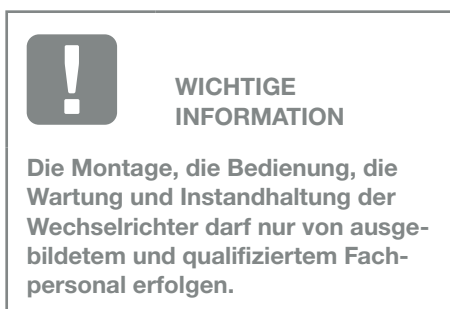 !
WICHTIGE
INFORMATION
Die Montage, die Bedienung, die
Wartung und Instandhaltung der
Wechselrichter darf nur von ausge-
bildetem und qualifiziertem Fach-
personal erfolgen.